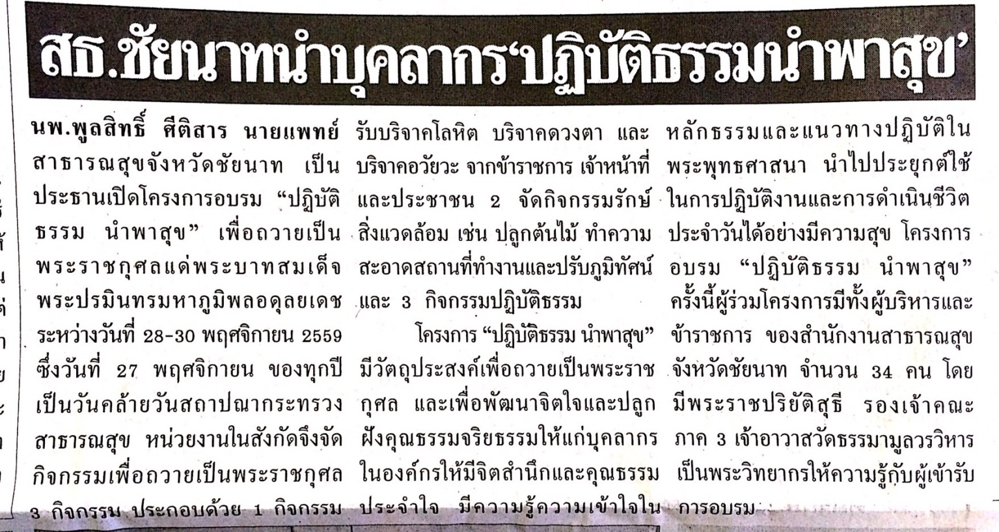 สธ.ชัยนาทนำบุคลากร‘ปฏิบัติธรรมนำพาสุข’
นพ.พูลสิทธิ์ ศีติสาร นายแพทย์
สาธารณสุขจังหวัดชัยนาท เป็น
ประธานเปิดโครงการอบรม “ปฏิบัติ
ธรรม นำพาสุข” เพื่อถวายเป็น
พระราชกุศลแด่พระบาทสมเด็จ
พระปรมินทรมหาภูมิพลอดุลยเดช
ระหว่างวันที่ 28-30 พฤศจิกายน 2559
ซึ่งวันที่ 27 พฤศจิกายน ของทุกปี
เป็นวันคล้ายวันสถาปณากระทรวง
สาธารณสุข หน่วยงานในสังกัดจึงจัด
กิจกรรมเพื่อถวายเป็นพระราชกุศล
3 กิจกรรม ประกอบด้วย 1 กิจกรรม
รับบริจาคโลหิต บริจาคดวงตา และ
บริจาคอวัยวะ จากข้าราชการ เจ้าหน้าที่
และประชาชน 2 จัดกิจกรรมรักษ์
สิ่งแวดล้อม เช่น ปลูกต้นไม้ ทำความ
สะอาดสถานที่ทำงานและปรับภูมิทัศน์
และ 3 กิจกรรมปฏิบัติธรรม
โครงการ “ปฏิบัติธรรม นำพาสุข”
มีวัตถุประสงค์เพื่อถวายเป็นพระราช
กุศล และเพื่อพัฒนาจิตใจและปลูก
ฝังคุณธรรมจริยธรรมให้แก่บุคลากร
ในองค์กรให้มีจิตสำนึกและคุณธรรม
ประจำใจ มีความรู้ความเข้าใจใน
หลักธรรมและแนวทางปฏิบัติใน
พระพุทธศาสนา นำไปประยุกต์ใช้
ในการปฏิบัติงานและการดำเนินชีวิต
ประจำวันได้อย่างมีความสุข โครงการ
อบรม “ปฏิบัติธรรม นำพาสุข”
ครั้งนี้ผู้ร่วมโครงการมีทั้งผู้บริหารและ
ข้าราชการ ของสำนักงานสาธารณสุข
จังหวัดชัยนาท จำนวน 34 คน โดย
มีพระราชปริยัติสุธี รองเจ้าคณะ
ภาค 3 เจ้าอาวาสวัดธรรมามูลวรวิหาร
เป็นพระวิทยากรให้ความรู้กับผู้เข้ารับ
การอบรม